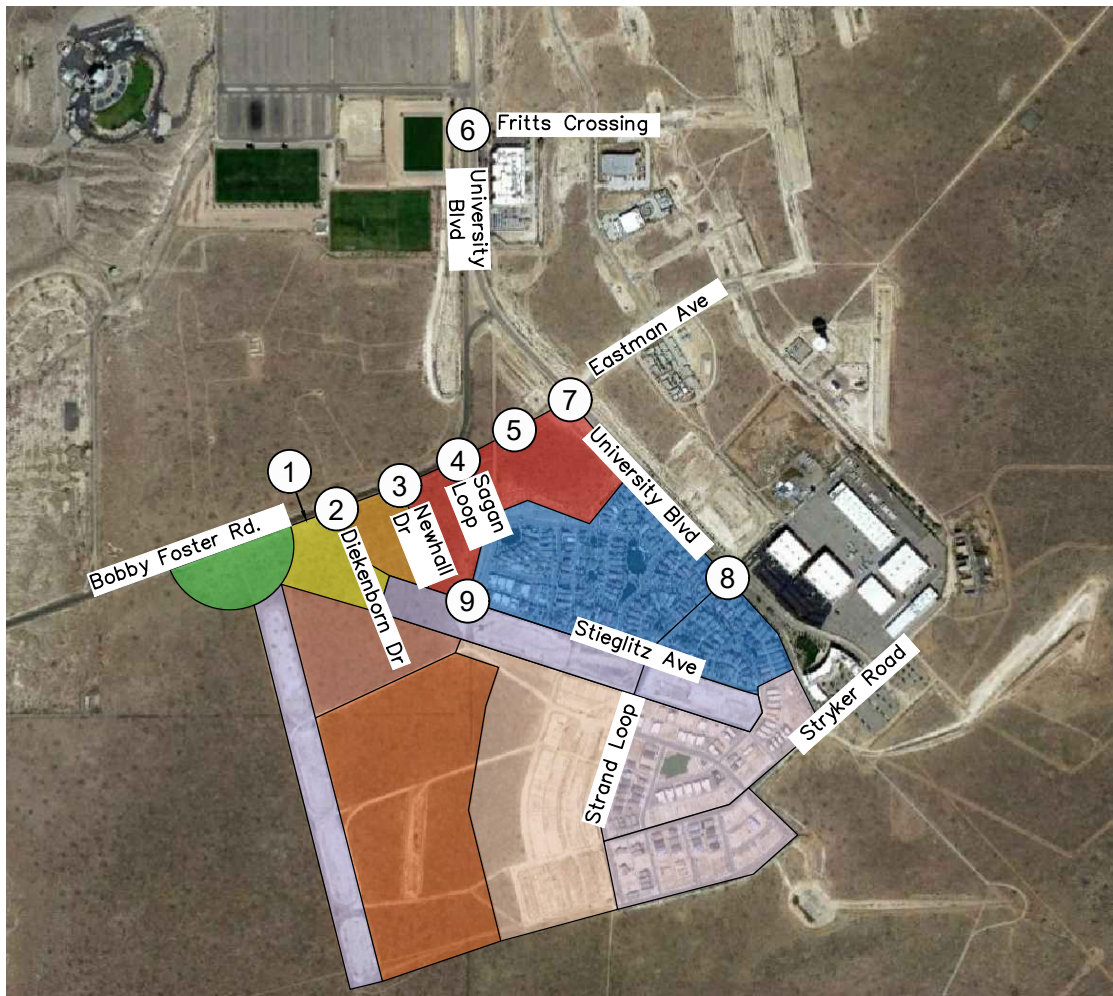 6
Fritts Crossing
University
Blvd
Eastman Ave
7
5
4
1
3
2
Sagan
Loop
Newhall
Dr
University Blvd
Bobby Foster Rd.
Diekenborn Dr
8
9
Stieglitz Ave
Stryker Road
Strand Loop